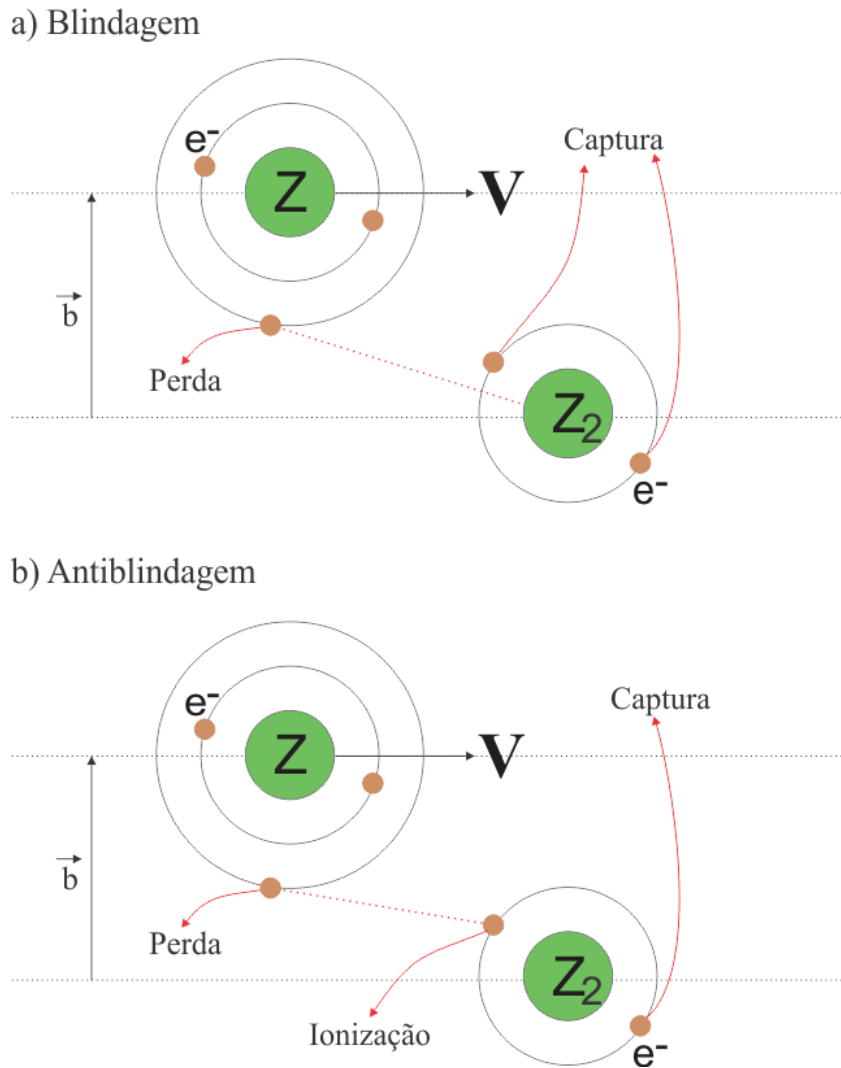 a) Blindagem
e-
Z
V
Captura
b
Perda
Z2
e-
b) Antiblindagem
e-
Z
V
Captura
b
Perda
Z2
Ionização
e-